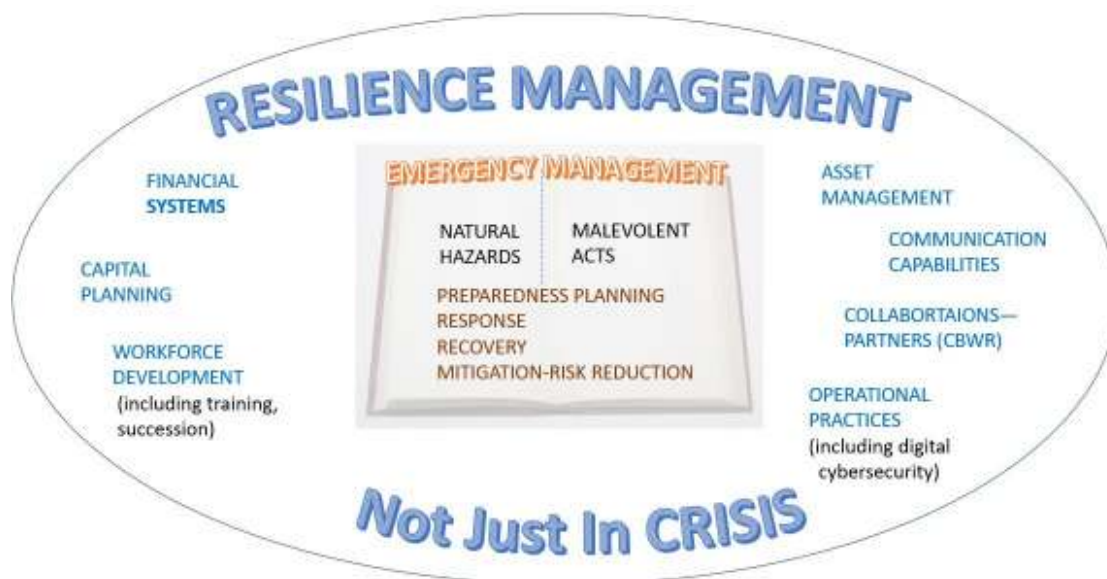 RESILIENCE MANAGEMENT
FINANCIAL
SYSTEMS
CAPITAL
PLANNING
WORKFORCE
DEVELOPMENT
(including training,
succession)
EMERGENCY MANAGEMENT
NATURAL
HAZARDS
MALEVOLENT
ACTS
PREPAREDNESS PLANNING
RESPONSE
RECOVERY
MITIGATION-RISK REDUCTION
ASSET
MANAGEMENT
COMMUNICATION
CAPABILITIES
COLLABORTAIONS—
PARTNERS (CBWR)
OPERATIONAL
PRACTICES
(including digital
cybersecurity)
Not Just In CRISIS